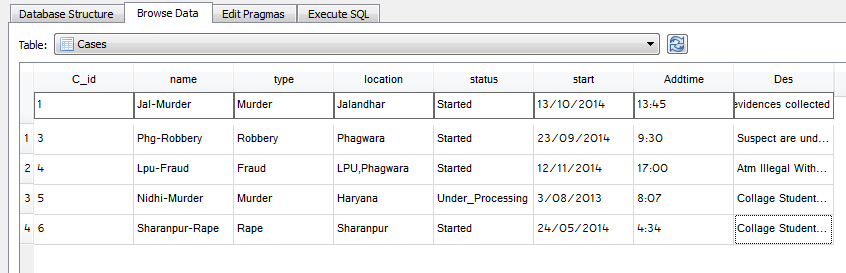 Database Structure Browse Data Edit Pragmas Execute SQL
Table: Cases
C_id name type location status start Addtime Des
1 Jal-Murder Murder Jalandhar Started 13/10/2014 13:45 evidences collected
1 3 Phg-Robbery Robbery Phagwara Started 23/09/2014 9:30 Suspect are und...
2 4 Lpu-Fraud Fraud LPU,Phagwara Started 12/11/2014 17:00 Atm Illegal With...
3 5 Nidhi-Murder Murder Haryana Under_Processing 3/08/2013 8:07 Collage Student...
4 6 Sharanpur-Rape Rape Sharanpur Started 24/05/2014 4:34 Collage Student...